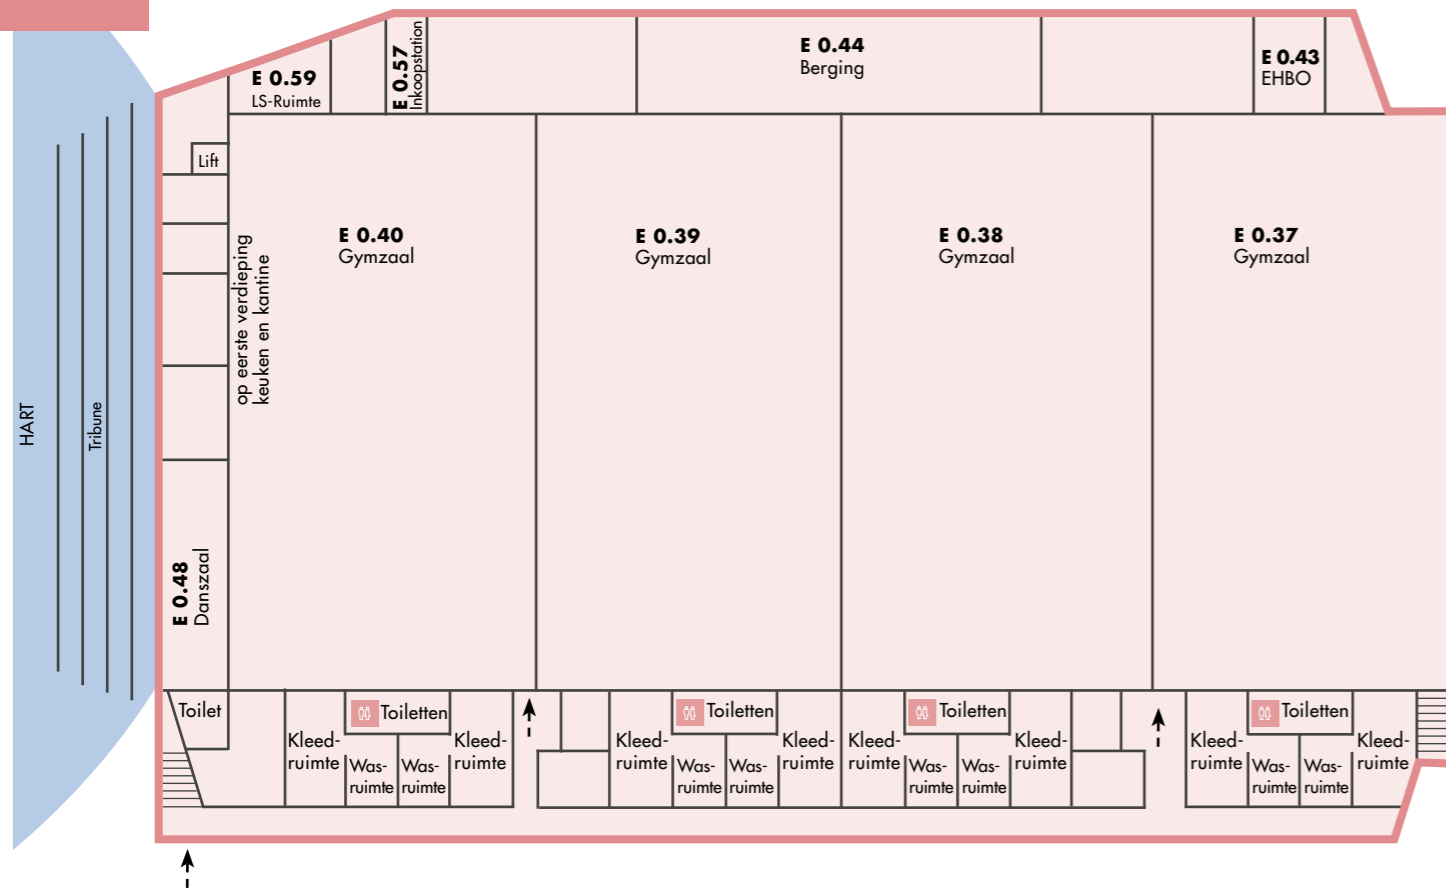 E 0.59
LS-Ruimte
E 0.57
Inkoopstation
E 0.44
Berging
E 0.43
EHBO
Lift
op eerste verdieping
keuken en kantine
E 0.40
Gymzaal
E 0.39
Gymzaal
E 0.38
Gymzaal
E 0.37
Gymzaal
HART
Tribune
E 0.48
Danszaal
Toilet
Kleed-
ruimte
Toiletten
Was-
ruimte
Was-
ruimte
Kleed-
ruimte
Kleed-
ruimte
Toiletten
Was-
ruimte
Was-
ruimte
Kleed-
ruimte
Kleed-
ruimte
Toiletten
Was-
ruimte
Was-
ruimte
Kleed-
ruimte
Kleed-
ruimte
Toiletten
Was-
ruimte
Was-
ruimte
Kleed-
ruimte